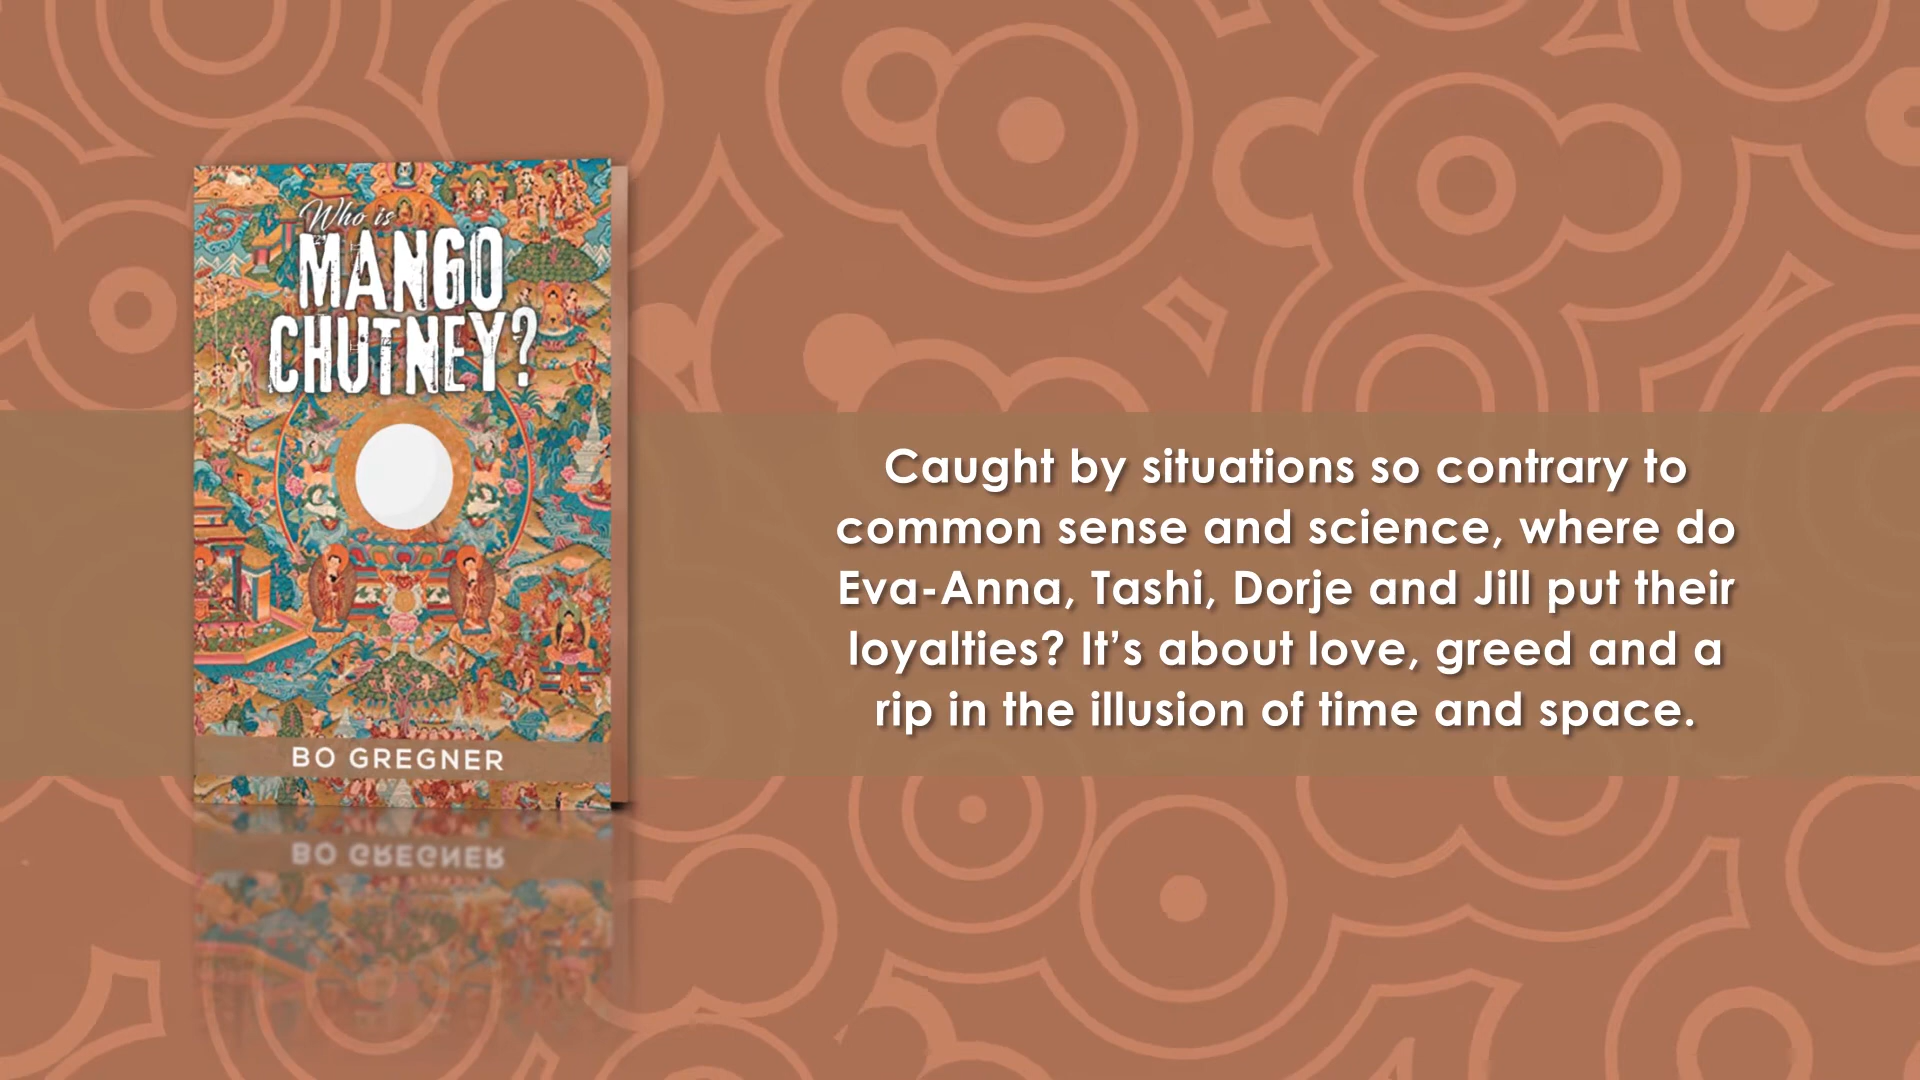 Who is
MANGO
CHUTNEY?
BO GREGNER
BO GREGNER
Caught by situations so contrary to
common sense and science, where do
Eva-Anna, Tashi, Dorje and Jill put their
loyalties? It’s about love, greed and a
rip in the illusion of time and space.